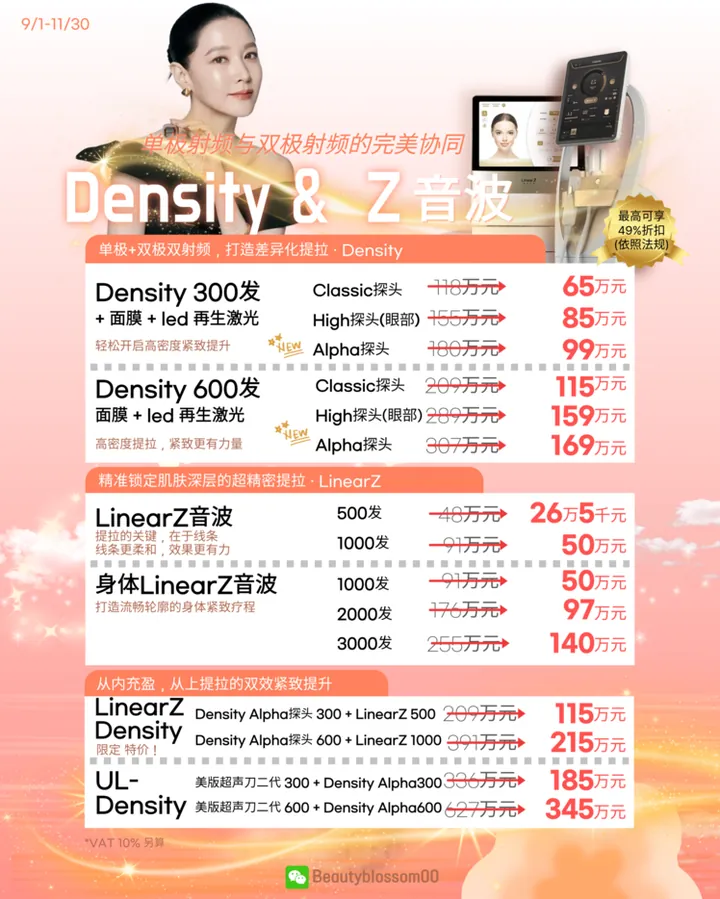 9/1-11/30
单极射频与双极射频的完美协同
Density & Z音波
最高可享
49%折扣
(依照法规)
单极+双极双射频，打造差异化提拉 · Density
Density 300发
+ 面膜 + led 再生激光
轻松开启高密度紧致提升
NEW
Classic探头 118万元 65万元
High探头(眼部) 155万元 85万元
Alpha探头 180万元 99万元
Density 600发
面膜 + led 再生激光
高密度提拉，紧致更有力量
NEW
Classic探头 209万元 115万元
High探头(眼部) 289万元 159万元
Alpha探头 307万元 169万元
精准锁定肌肤深层的超精密提拉 · LinearZ
LinearZ音波
提拉的关键，在于线条
线条更柔和，效果更有力
500发 48万元 26万5千元
1000发 91万元 50万元
身体LinearZ音波
打造流畅轮廓的身体紧致疗程
1000发 91万元 50万元
2000发 176万元 97万元
3000发 255万元 140万元
从内充盈，从上提拉的双效紧致提升
LinearZ
Density
限定 特价！
Density Alpha探头 300 + LinearZ 500 209万元 115万元
Density Alpha探头 600 + LinearZ 1000 391万元 215万元
UL-
Density
美版超声刀二代 300 + Density Alpha300 336万元 185万元
美版超声刀二代 600 + Density Alpha600 627万元 345万元
*VAT 10% 另算
Beautyblossom00